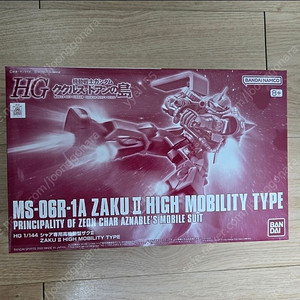 HG
機動戦士ガンダム
ククルス・ドアンの島
BANDAI NAMCO
8+
MS-06R-1A ZAKU II HIGH MOBILITY TYPE
PRINCIPALITY OF ZEON CHAR AZNABLE'S MOBILE SUIT
HG 1/144 シャア専用高機動型ザクII
ZAKU II HIGH MOBILITY TYPE
BANDAI